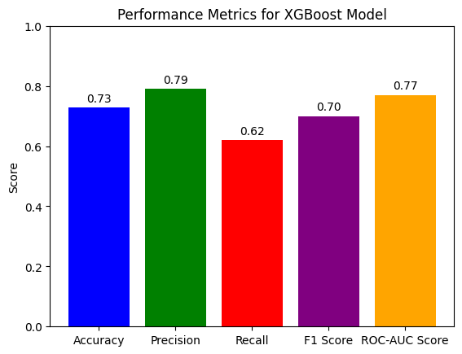 Performance Metrics for XGBoost Model
Score
1.0
0.8
0.6
0.4
0.2
0.0
0.73
0.79
0.62
0.70
0.77
Accuracy
Precision
Recall
F1 Score
ROC-AUC Score